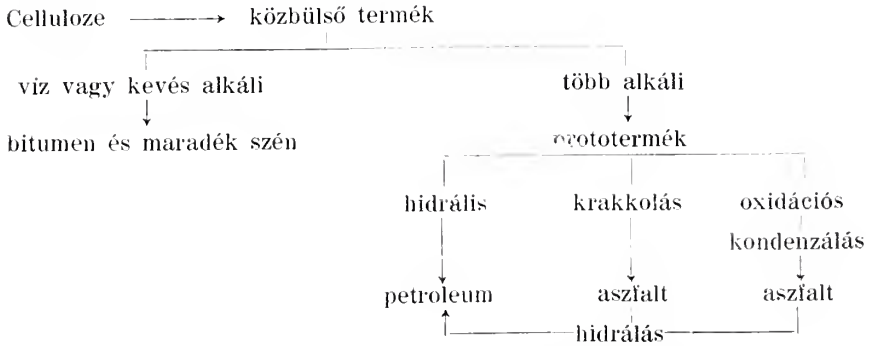 Celluloze közbülső termék
víz vagy kevés alkáli több alkáli
bitumen és maradék szén prototermék
hidrális krakkolás oxidációs
kondenzálás
petroleum aszfalt aszfalt
hidrálás